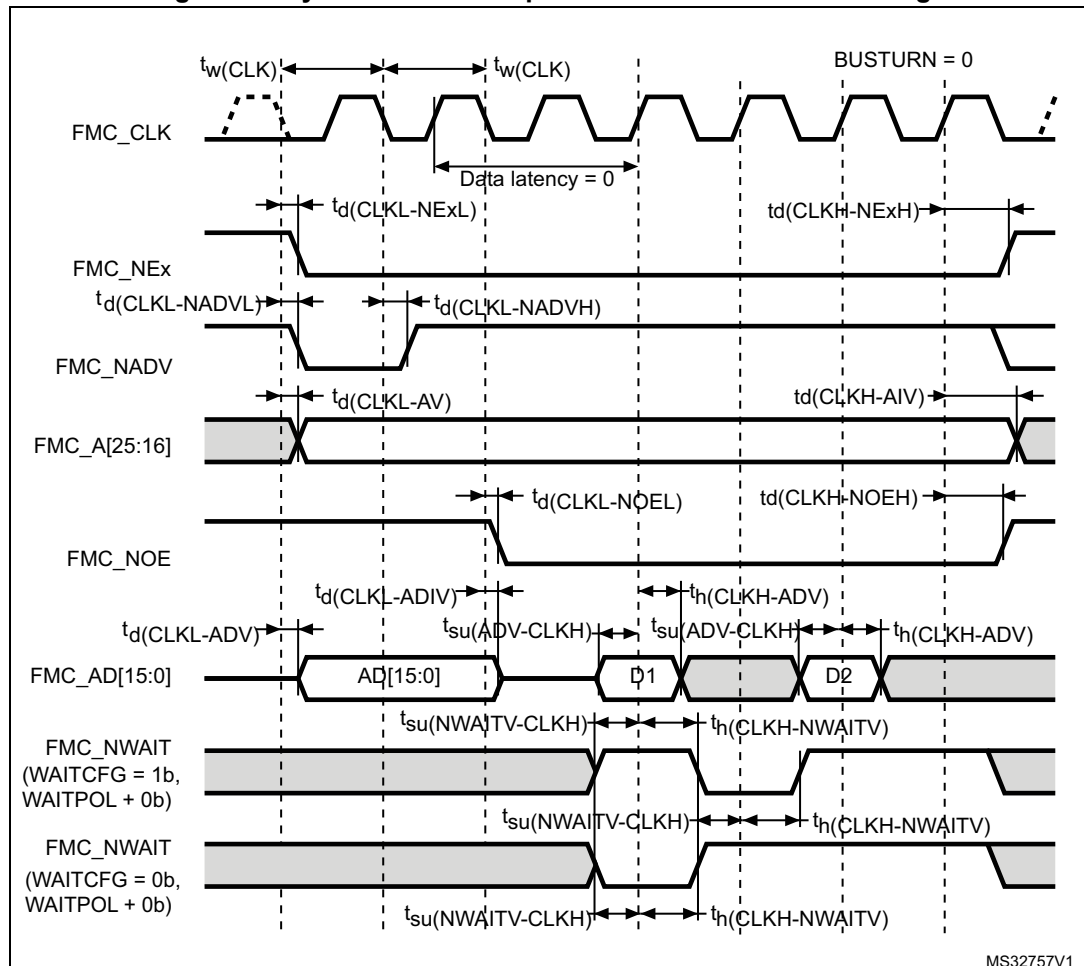 tw(CLK) tw(CLK) BUSTURN = 0
FMC_CLK
Data latency = 0
td(CLKL-NExL) td(CLKH-NExH)
FMC_NEx
td(CLKL-NADVL) td(CLKL-NADVH)
FMC_NADV
td(CLKL-AV) td(CLKH-AIV)
FMC_A[25:16]
td(CLKL-NOEL) td(CLKH-NOEH)
FMC_NOE
td(CLKL-ADIV) th(CLKH-ADV)
td(CLKL-ADV) tsu(ADV-CLKH) tsu(ADV-CLKH) th(CLKH-ADV)
FMC_AD[15:0] AD[15:0] D1 D2
tsu(NWAITV-CLKH) th(CLKH-NWAITV)
FMC_NWAIT
(WAITCFG = 1b,
WAITPOL + 0b)
tsu(NWAITV-CLKH) th(CLKH-NWAITV)
FMC_NWAIT
(WAITCFG = 0b,
WAITPOL + 0b)
tsu(NWAITV-CLKH) th(CLKH-NWAITV)
MS32757V1